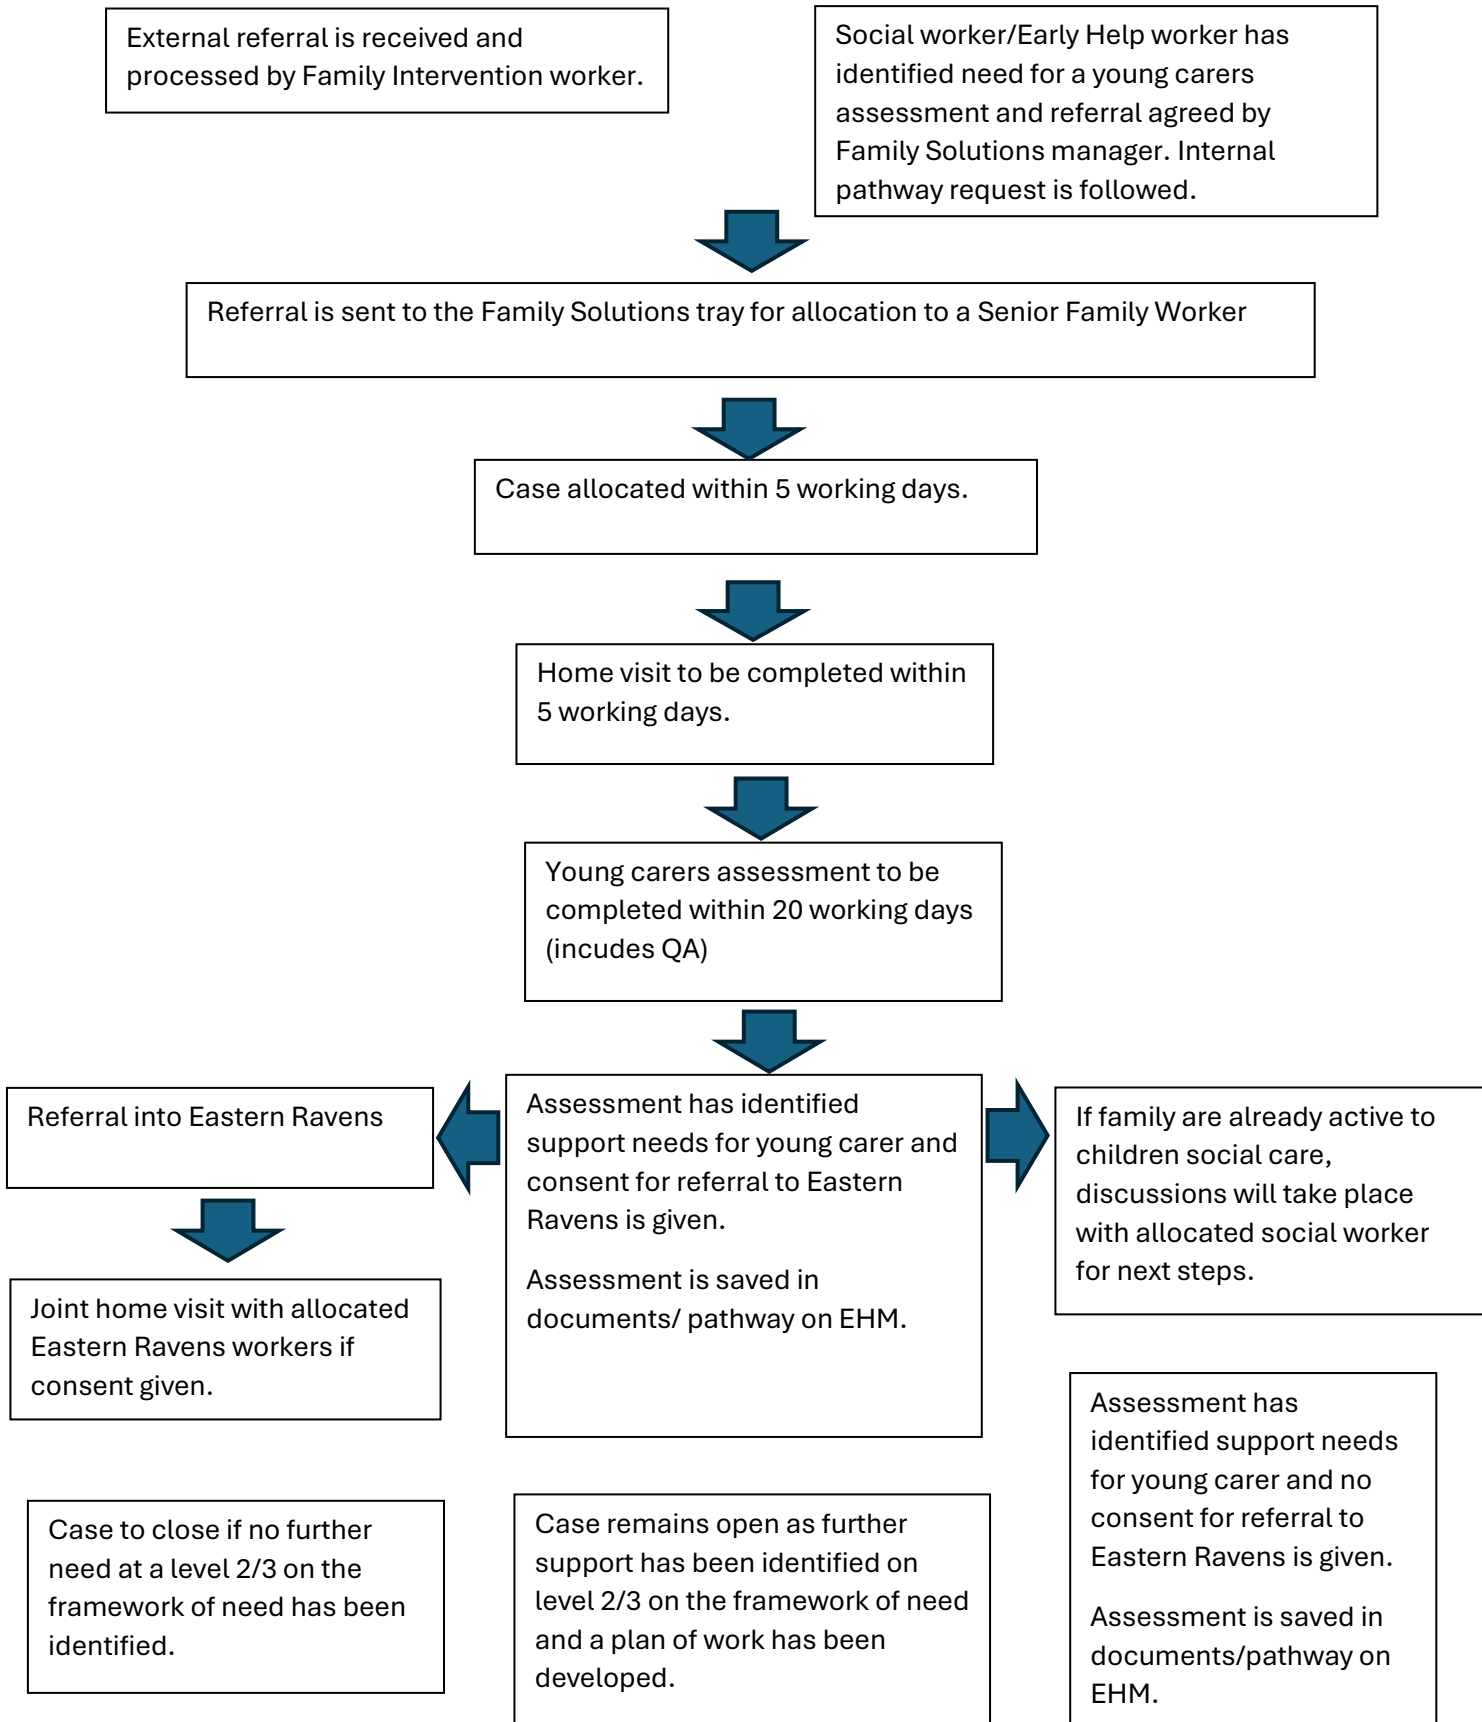 External referral is received and
processed by Family Intervention worker.
Social worker/Early Help worker has
identified need for a young carers
assessment and referral agreed by
Family Solutions manager. Internal
pathway request is followed.
Referral is sent to the Family Solutions tray for allocation to a Senior Family Worker
Case allocated within 5 working days.
Home visit to be completed within
5 working days.
Young carers assessment to be
completed within 20 working days
(incudes QA)
Referral into Eastern Ravens
Assessment has identified
support needs for young carer and
consent for referral to Eastern
Ravens is given.
Assessment is saved in
documents/ pathway on EHM.
If family are already active to
children social care,
discussions will take place
with allocated social worker
for next steps.
Joint home visit with allocated
Eastern Ravens workers if
consent given.
Assessment has
identified support needs
for young carer and no
consent for referral to
Eastern Ravens is given.
Assessment is saved in
documents/pathway on
EHM.
Case to close if no further
need at a level 2/3 on the
framework of need has been
identified.
Case remains open as further
support has been identified on
level 2/3 on the framework of need
and a plan of work has been
developed.